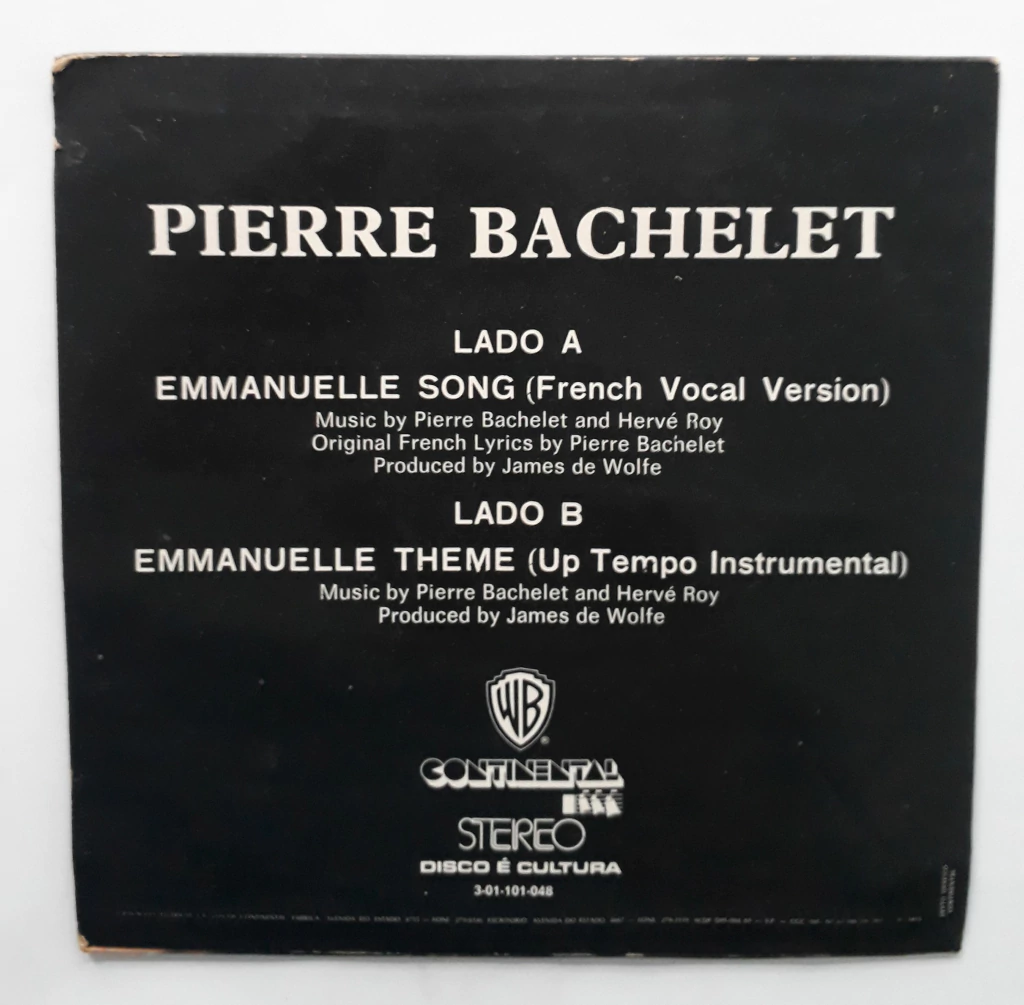 PIERRE BACHELET
LADO A
EMMANUELLE SONG (French Vocal Version)
Music by Pierre Bachelet and Hervé Roy
Original French Lyrics by Pierre Bachelet
Produced by James de Wolfe
LADO B
EMMANUELLE THEME (Up Tempo Instrumental)
Music by Pierre Bachelet and Hervé Roy
Produced by James de Wolfe
WB
CONTINENTAL
STEREO
DISCO É CULTURA
3-01-101-048